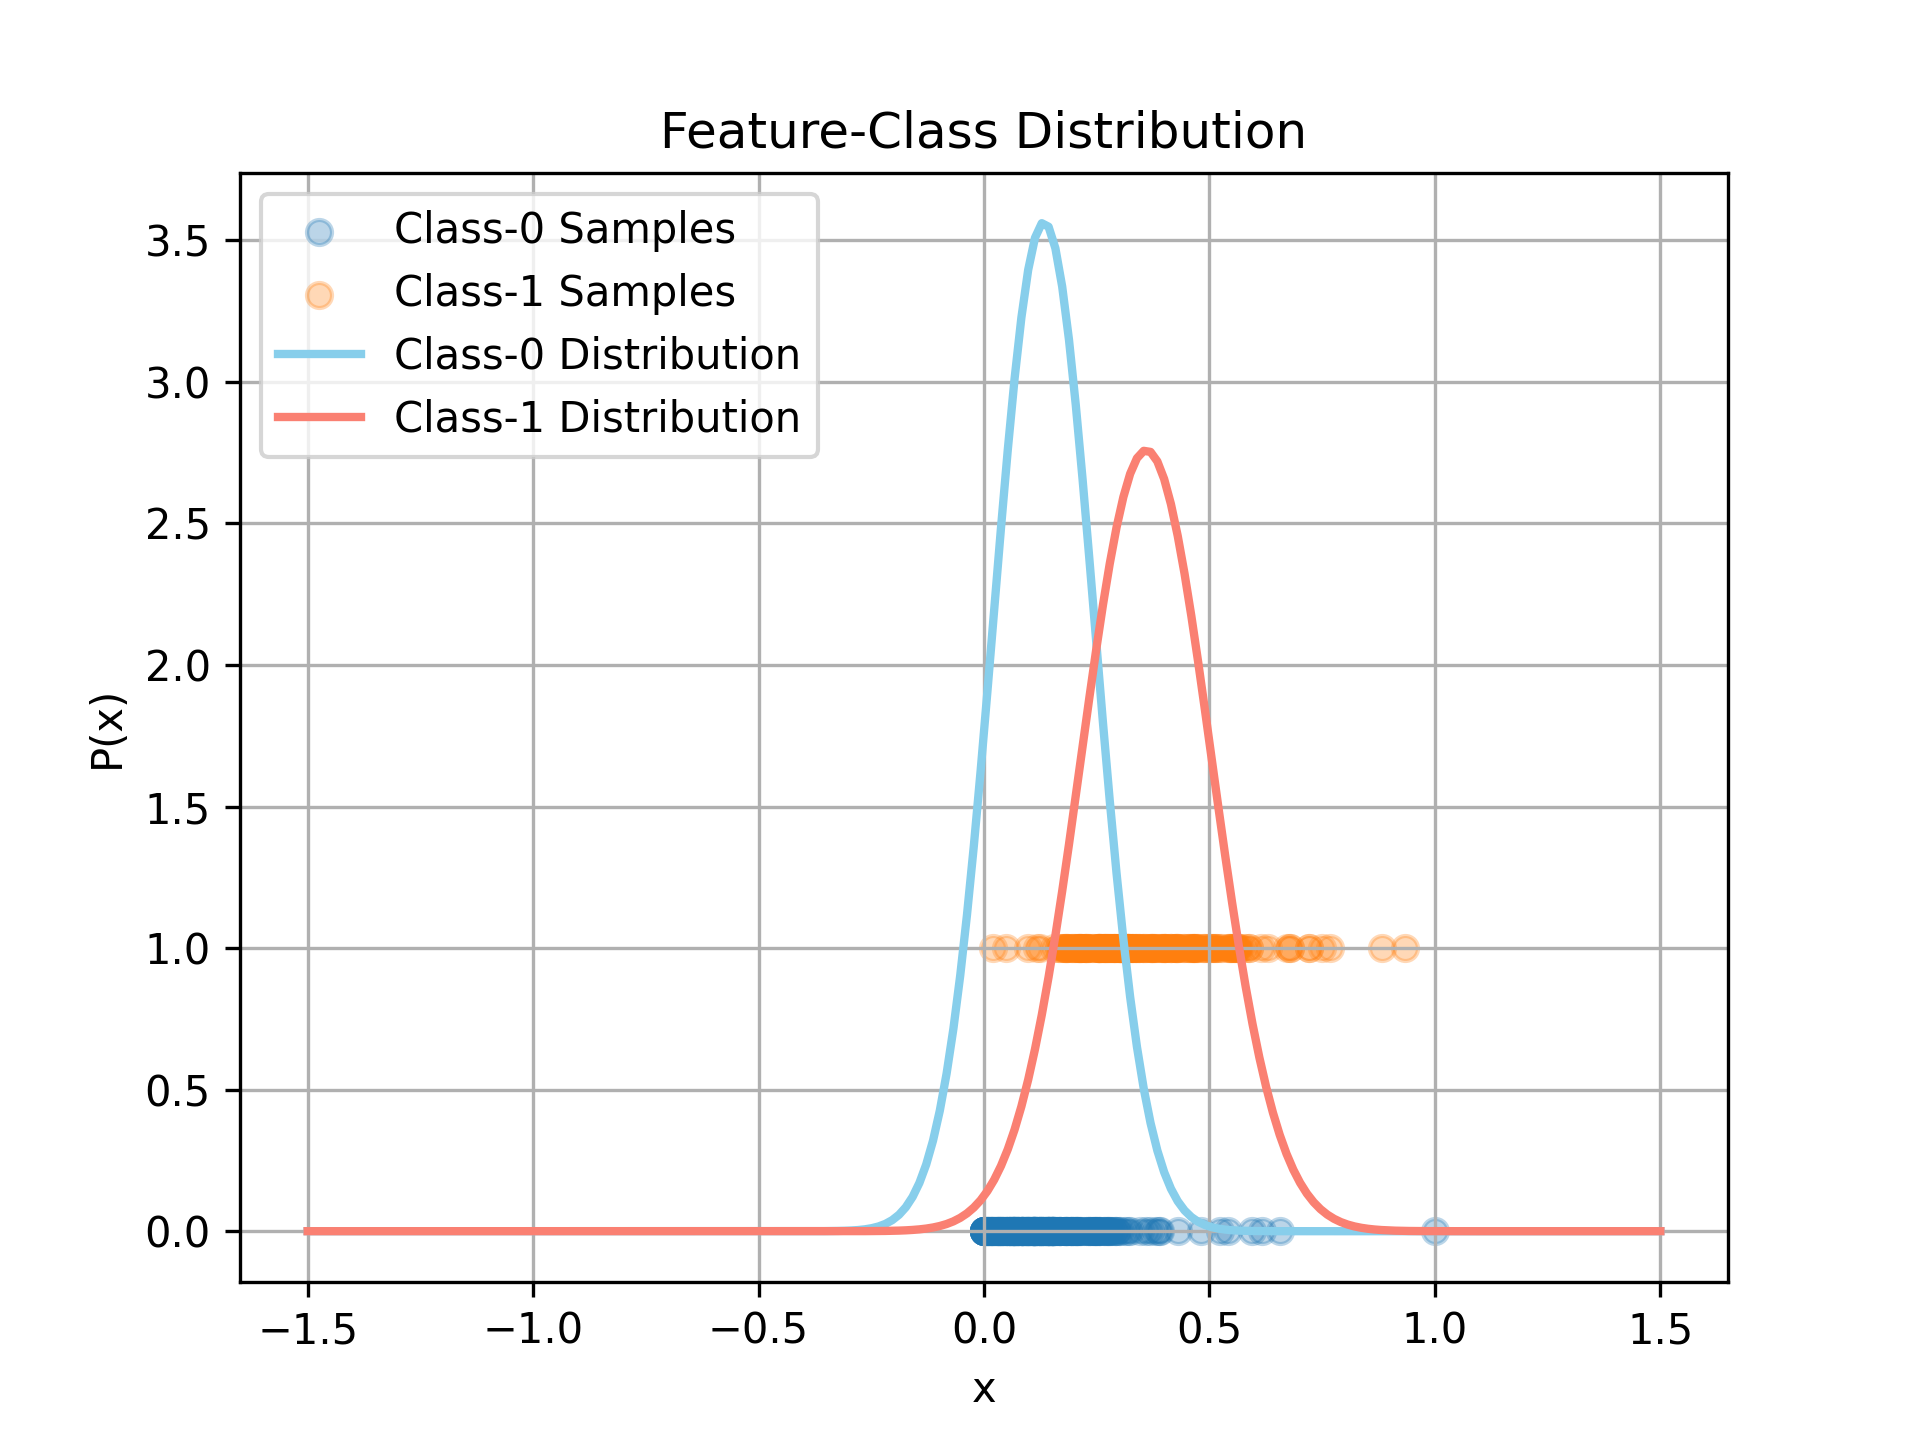 Feature-Class Distribution
Class-0 Samples
Class-1 Samples
Class-0 Distribution
Class-1 Distribution
3.5
3.0
2.5
2.0
1.5
1.0
0.5
0.0
P(x)
−1.5 −1.0 −0.5 0.0 0.5 1.0 1.5
x